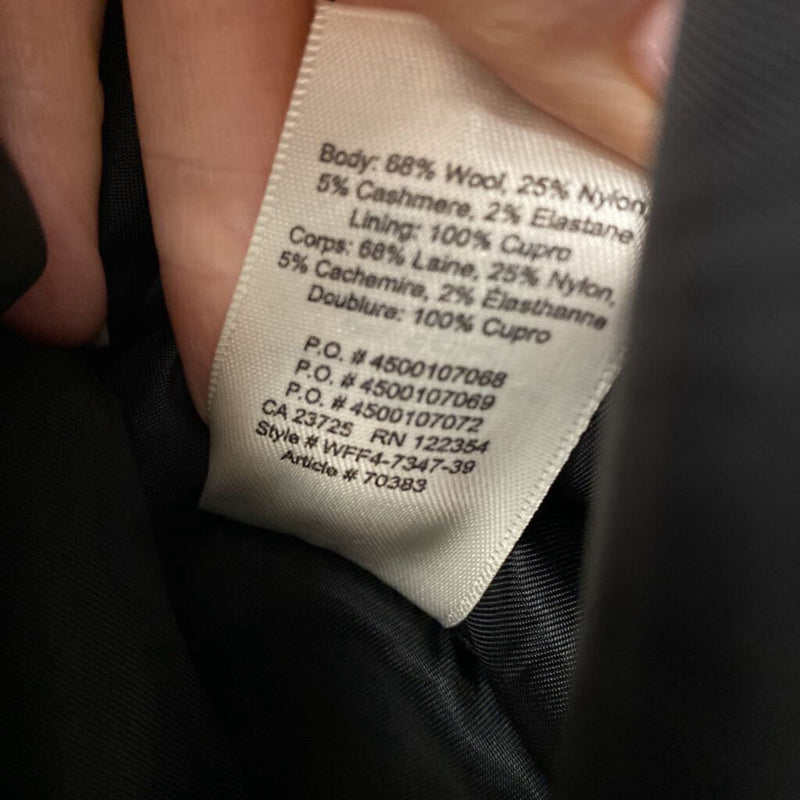 Body: 68% Wool, 25% Nylon,
5% Cashmere, 2% Elastane
Lining: 100% Cupro
Corps: 68% Laine, 25% Nylon,
5% Cachemire, 2% Élasthanne
Doublure: 100% Cupro
P.O. # 4500107068
P.O. # 4500107069
P.O. # 4500107072
CA 23725 RN 122354
Style # WFF4-7347-39
Article # 70383